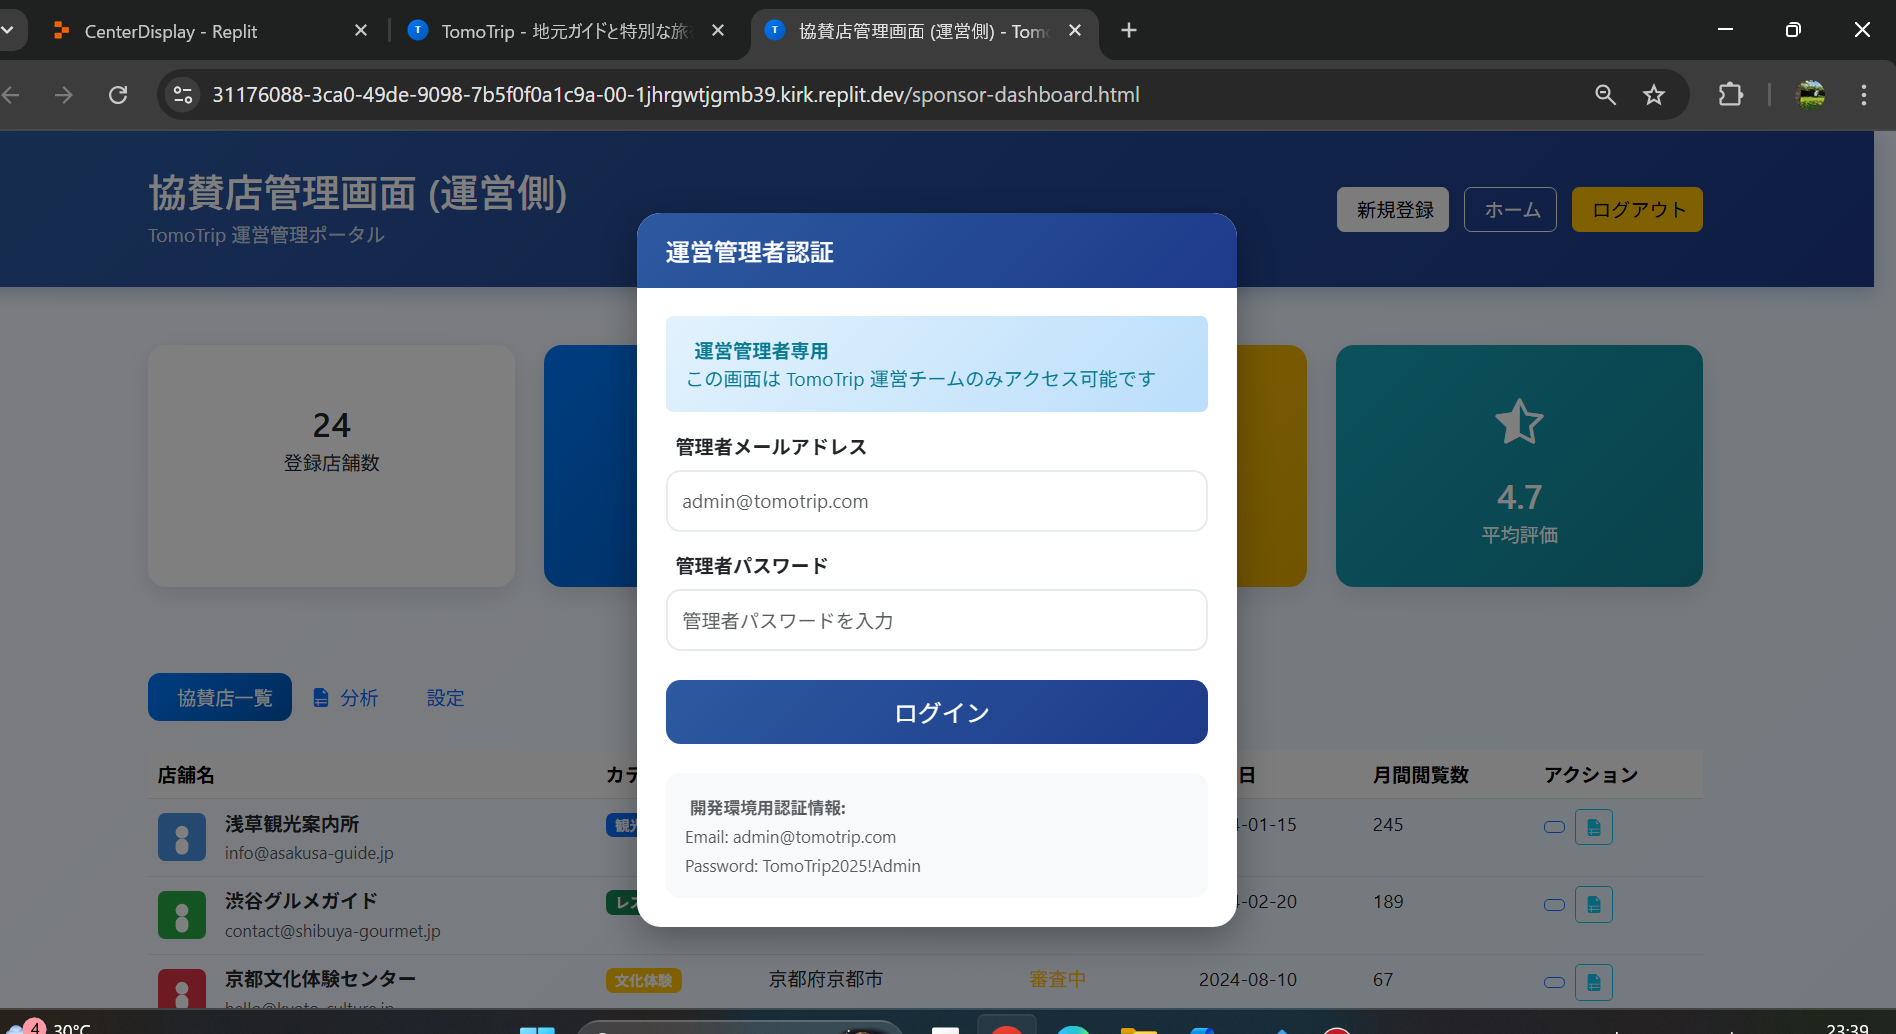 CenterDisplay - Replit
TomoTrip - 地元ガイドと特別な旅
協賛店管理画面 (運営側) - Tom
31176088-3ca0-49de-9098-7b5f0f0a1c9a-00-1jhrgwtjgmb39.kirk.replit.dev/sponsor-dashboard.html
協賛店管理画面 (運営側)
TomoTrip 運営管理ポータル
新規登録
ホーム
ログアウト
運営管理者認証
運営管理者専用
この画面は TomoTrip 運営チームのみアクセス可能です
管理者メールアドレス
admin@tomotrip.com
管理者パスワード
管理者パスワードを入力
ログイン
開発環境用認証情報:
Email: admin@tomotrip.com
Password: TomoTrip2025!Admin
24
登録店舗数
4.7
平均評価
協賛店一覧
分析
設定
店舗名 カテ 日 月間閲覧数 アクション
浅草観光案内所 観光 -01-15 245
info@asakusa-guide.jp
渋谷グルメガイド レス -02-20 189
contact@shibuya-gourmet.jp
京都文化体験センター 文化体験 京都府京都市 審査中 2024-08-10 67
4 30°C
23:39